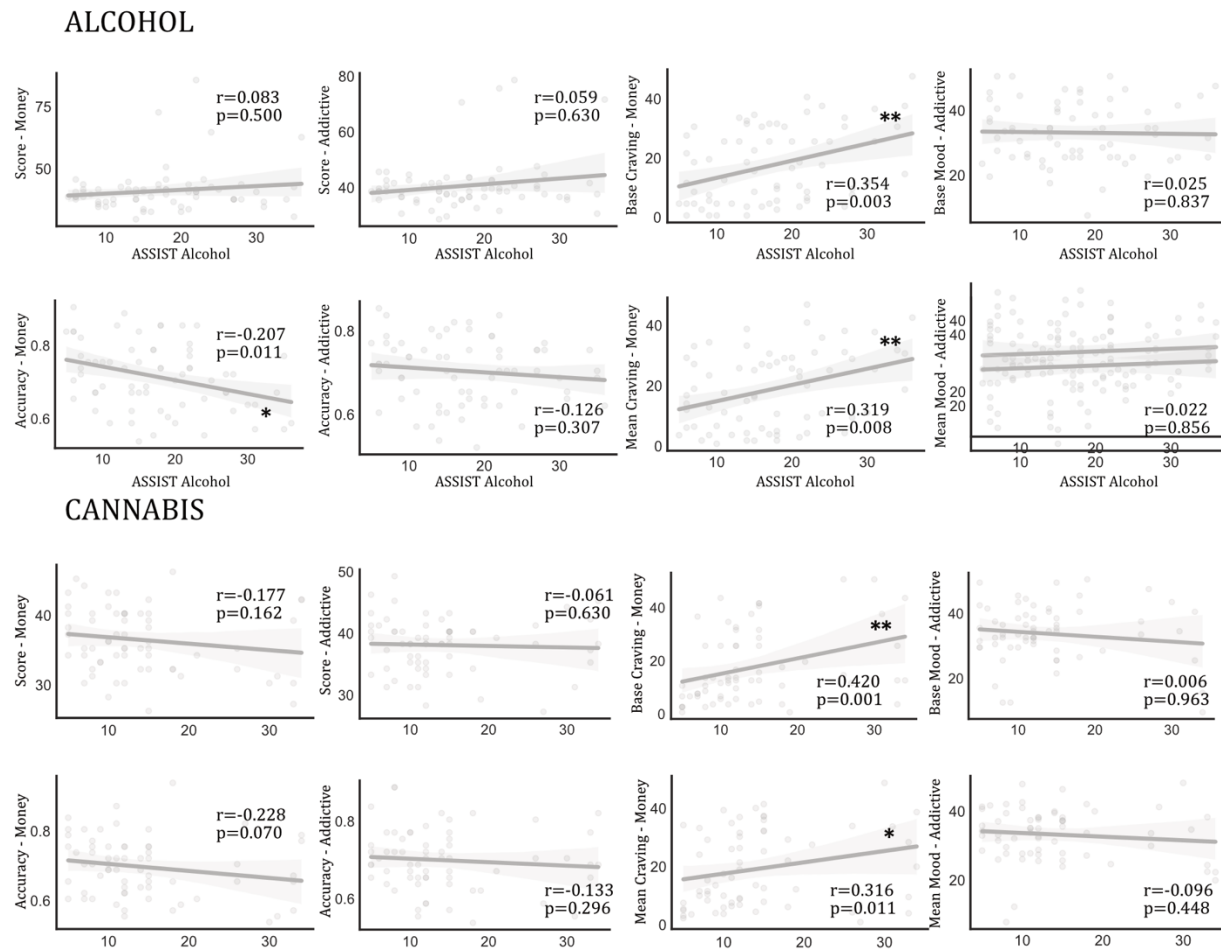 ALCOHOL
Score - Money
75
50
r=0.083
p=0.500
10 20 30
ASSIST Alcohol
Score - Addictive
80
60
40
r=0.059
p=0.630
10 20 30
ASSIST Alcohol
Base Craving - Money
40
20
0
**
r=0.354
p=0.003
10 20 30
ASSIST Alcohol
Base Mood - Addictive
40
20
r=0.025
p=0.837
10 20 30
ASSIST Alcohol
Accuracy - Money
0.8
0.6
r=-0.207
p=0.011
*
10 20 30
ASSIST Alcohol
Accuracy - Addictive
0.8
0.6
r=-0.126
p=0.307
10 20 30
ASSIST Alcohol
Mean Craving - Money
40
20
0
**
r=0.319
p=0.008
10 20 30
ASSIST Alcohol
Mean Mood - Addictive
40
40
20
20
r=0.022
p=0.856
10 20 30
10 20 30
ASSIST Alcohol
CANNABIS
Score - Money
40
30
r=-0.177
p=0.162
10 20 30
Score - Addictive
50
40
30
r=-0.061
p=0.630
10 20 30
Base Craving - Money
40
20
0
**
r=0.420
p=0.001
10 20 30
Base Mood - Addictive
40
20
r=0.006
p=0.963
10 20 30
Accuracy - Money
0.8
0.6
r=-0.228
p=0.070
10 20 30
Accuracy - Addictive
0.8
0.6
r=-0.133
p=0.296
10 20 30
Mean Craving - Money
40
20
0
*
r=0.316
p=0.011
10 20 30
Mean Mood - Addictive
40
20
r=-0.096
p=0.448
10 20 30